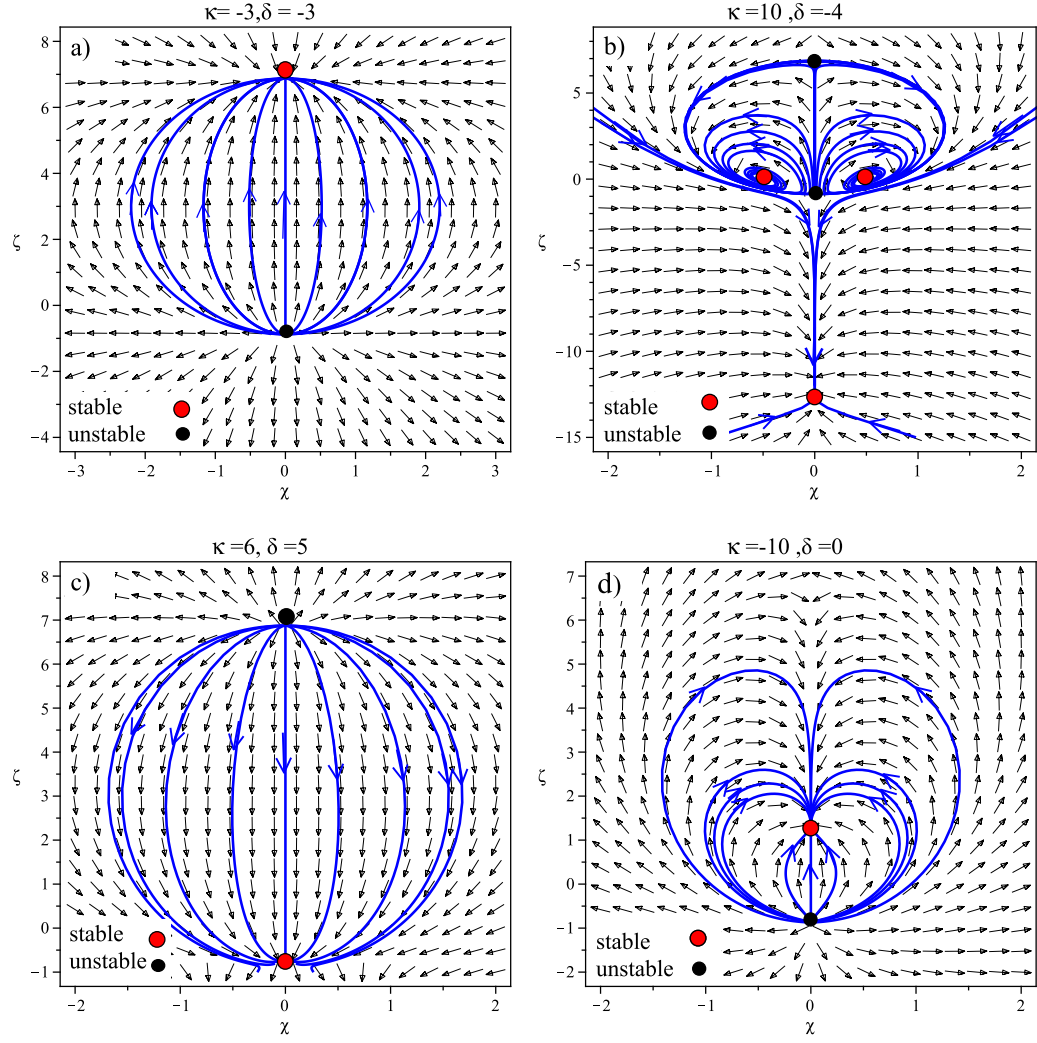 κ= -3,δ = -3
a)
ζ
8
6
4
2
0
−2
−4
stable
unstable
−3 −2 −1 0 1 2 3
χ
κ =10 ,δ =-4
b)
ζ
5
0
−5
−10
−15
stable
unstable
−2 −1 0 1 2
χ
κ =6, δ =5
c)
ζ
8
7
6
5
4
3
2
1
0
−1
stable
unstable
−2 −1 0 1 2
χ
κ =-10 ,δ =0
d)
ζ
7
6
5
4
3
2
1
0
−1
−2
stable
unstable
−2 −1 0 1 2
χ